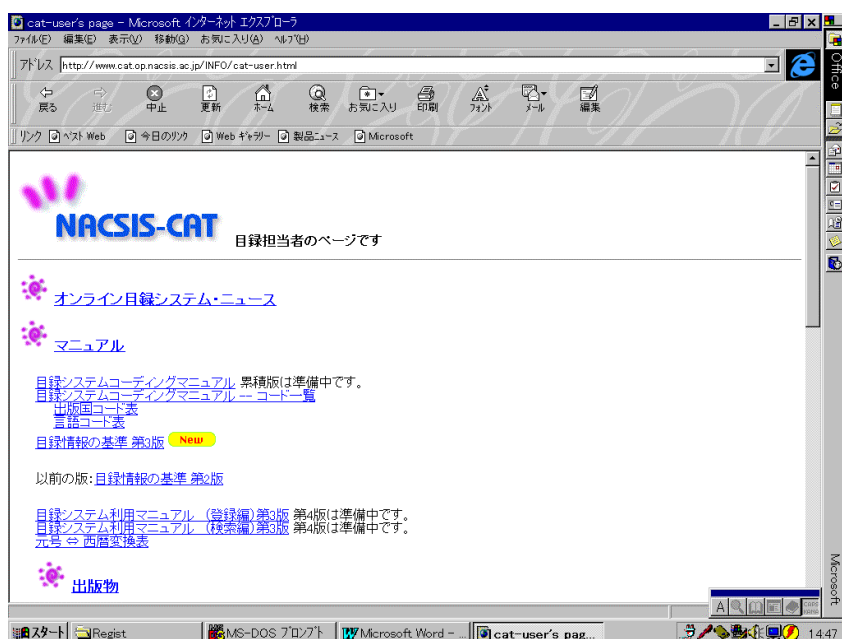 cat-user's page - Microsoft インターネット エクスプローラ
ファイル(F) 編集(E) 表示(V) 移動(G) お気に入り(A) ヘルプ(H)
アドレス http://www.cat.op.nacsis.ac.jp/INFO/cat-user.html
戻る 進む 中止 更新 ホーム 検索 お気に入り 印刷 フォント メール 編集
リンク ベスト Web 今日のリンク Web ギャラリー 製品ニュース Microsoft
NACSIS-CAT 目録担当者のページです
オンライン目録システム・ニュース
マニュアル
目録システムコーディングマニュアル 累積版は準備中です。
目録システムコーディングマニュアル -- コード一覧
出版国コード表
言語コード表
目録情報の基準 第3版 New
以前の版:目録情報の基準 第2版
目録システム利用マニュアル (登録編)第3版 第4版は準備中です。
目録システム利用マニュアル (検索編)第3版 第4版は準備中です。
元号 ⇔ 西暦変換表
出版物
Office
Microsoft
A CAPS KANA
スタート Regist MS-DOS プロンプト Microsoft Word - ... cat-user's pag... 14:47